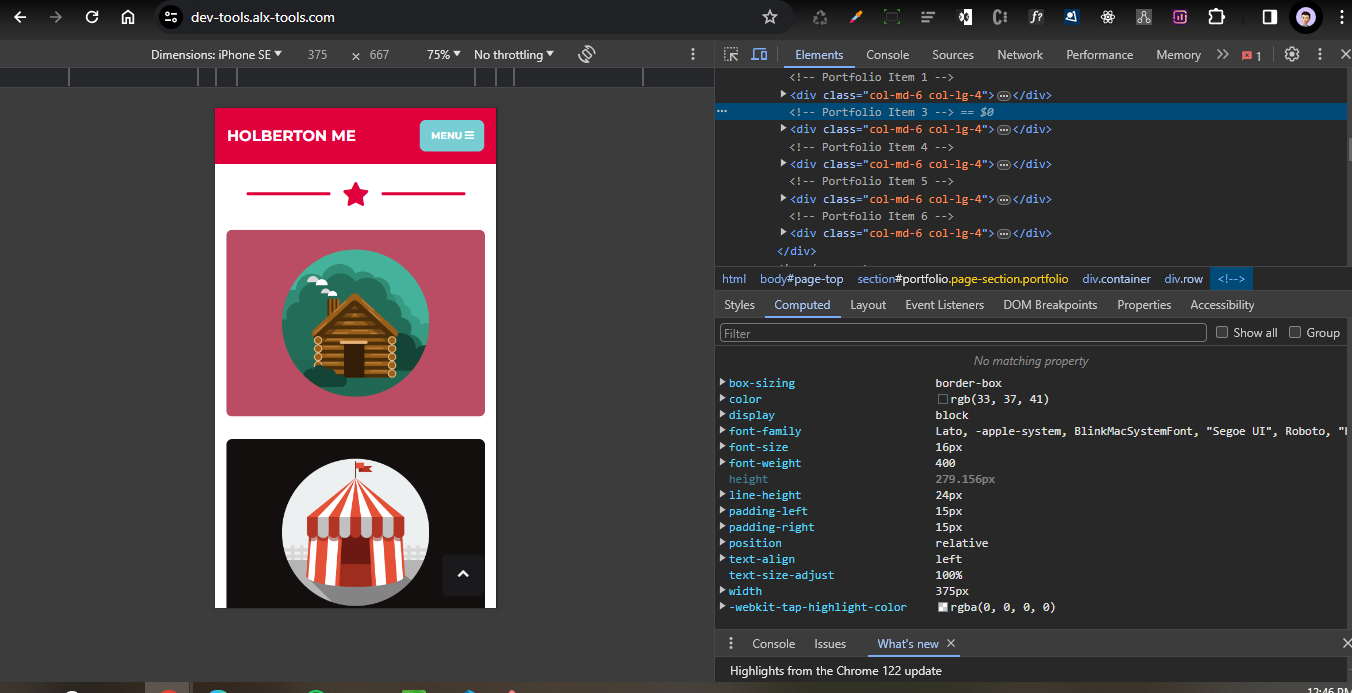 dev-tools.alx-tools.com
Dimensions: iPhone SE 375 × 667 75% No throttling
HOLBERTON ME
MENU
Elements Console Sources Network Performance Memory 1
<!-- Portfolio Item 1 -->
<div class="col-md-6 col-lg-4">…</div>
<!-- Portfolio Item 3 --> == $0
<div class="col-md-6 col-lg-4">…</div>
<!-- Portfolio Item 4 -->
<div class="col-md-6 col-lg-4">…</div>
<!-- Portfolio Item 5 -->
<div class="col-md-6 col-lg-4">…</div>
<!-- Portfolio Item 6 -->
<div class="col-md-6 col-lg-4">…</div>
</div>
html body#page-top section#portfolio.page-section.portfolio div.container div.row <!-->
Styles Computed Layout Event Listeners DOM Breakpoints Properties Accessibility
Filter Show all Group
No matching property
box-sizing border-box
color rgb(33, 37, 41)
display block
font-family Lato, -apple-system, BlinkMacSystemFont, "Segoe UI", Roboto, "
font-size 16px
font-weight 400
height 279.156px
line-height 24px
padding-left 15px
padding-right 15px
position relative
text-align left
text-size-adjust 100%
width 375px
-webkit-tap-highlight-color rgba(0, 0, 0, 0)
Console Issues What's new
Highlights from the Chrome 122 update
12:46 PM